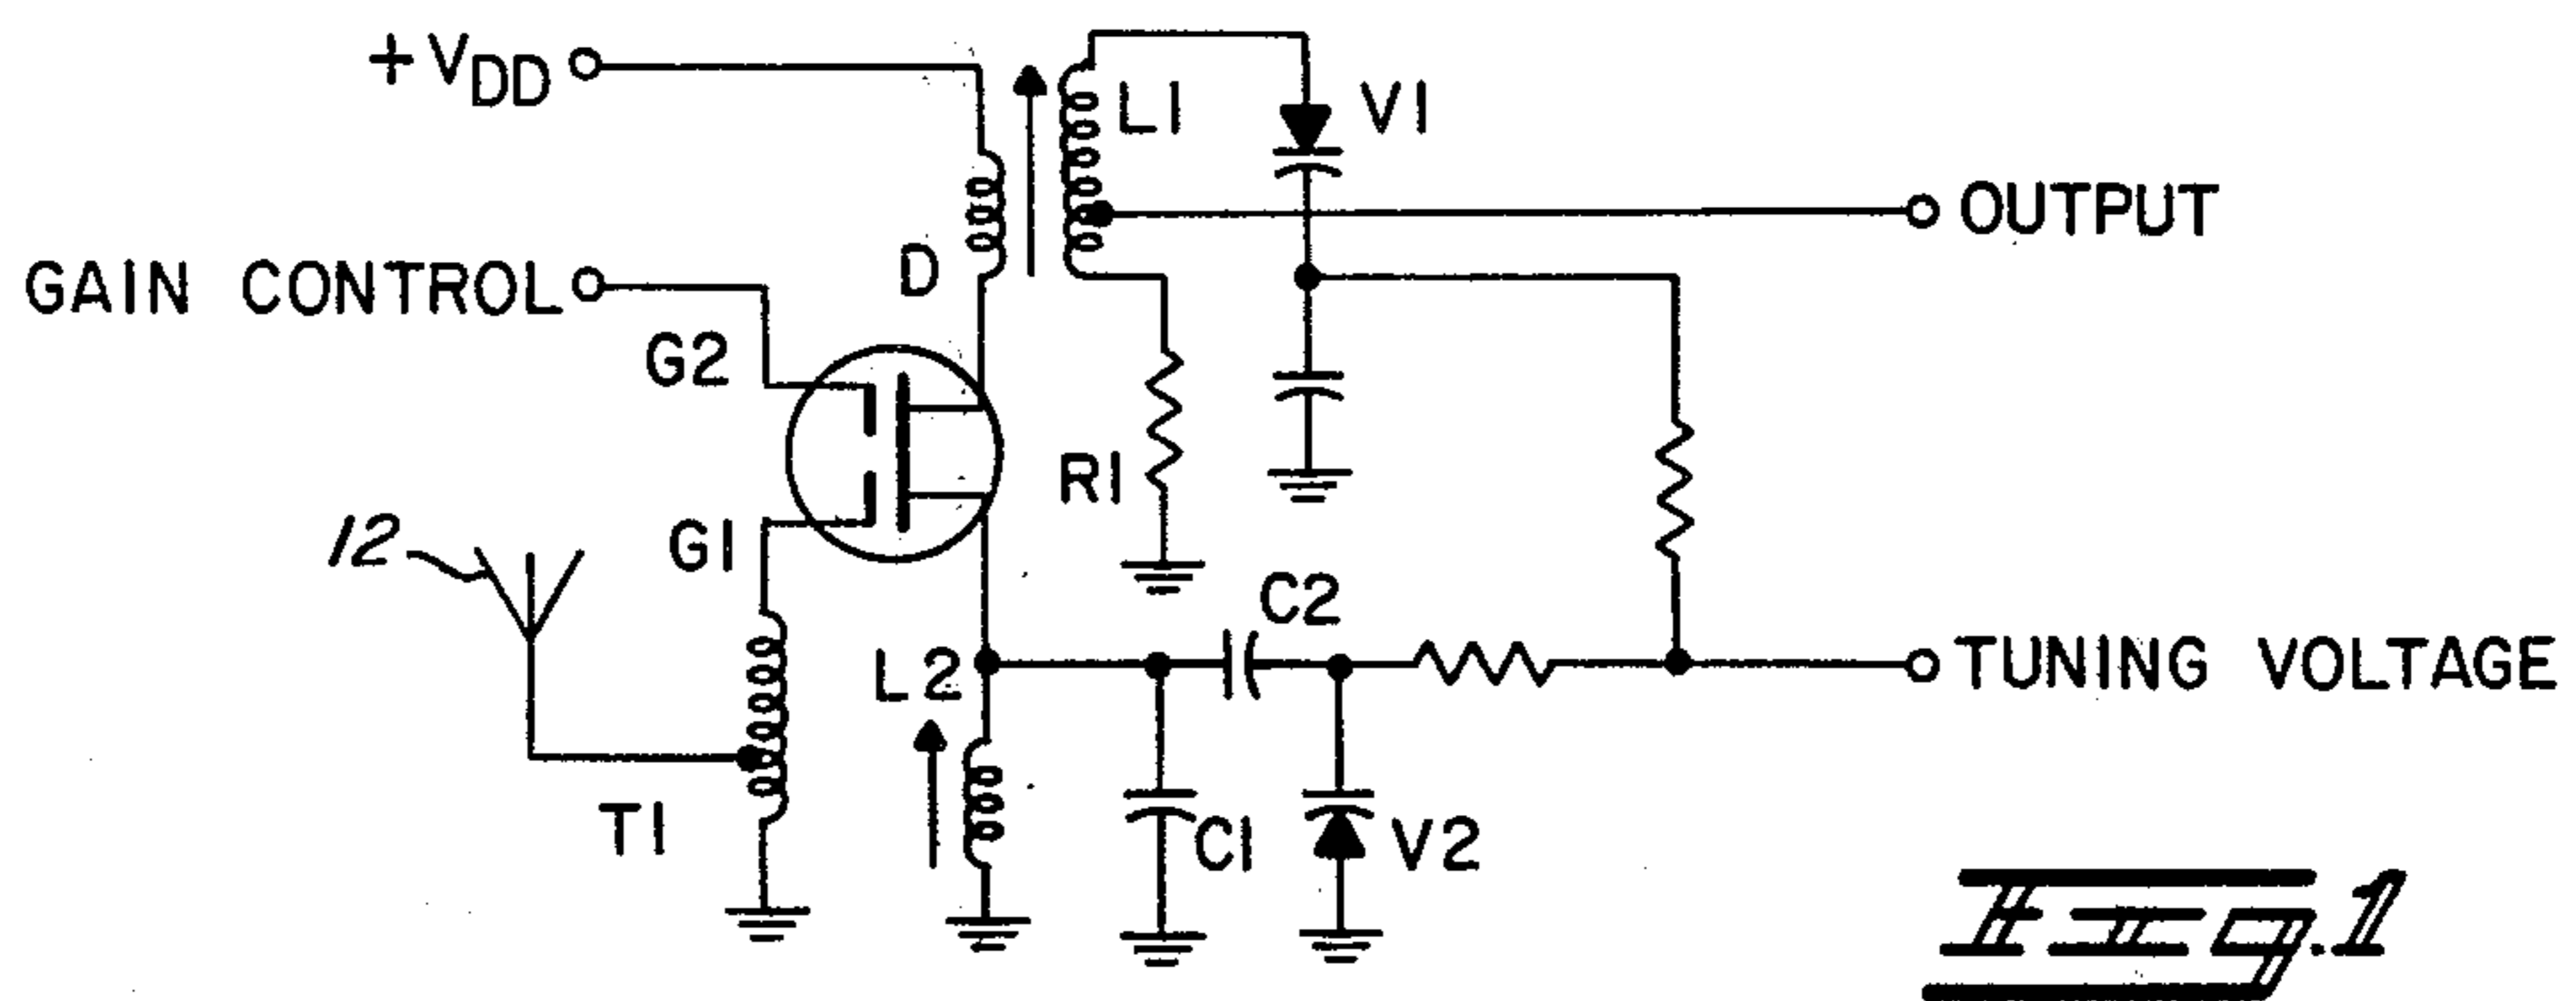 +VDD
L1
V1
OUTPUT
D
GAIN CONTROL
G2
R1
12
G1
C2
L2
TUNING VOLTAGE
T1
C1
V2
Fig.1